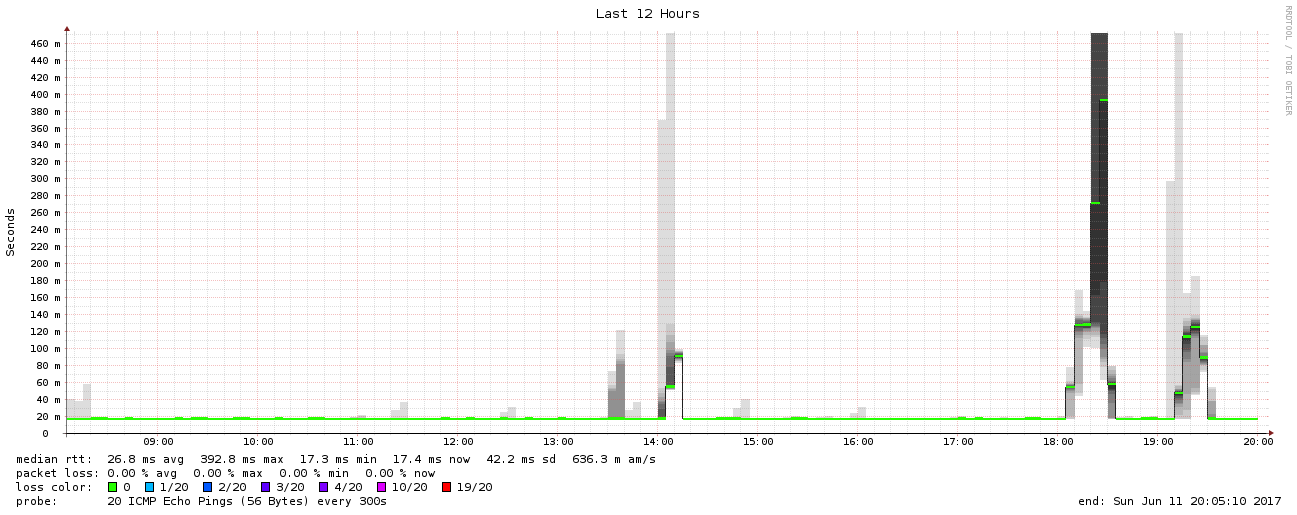 Last 12 Hours
RRDTOOL / TOBI OETIKER
Seconds
460 m
440 m
420 m
400 m
380 m
360 m
340 m
320 m
300 m
280 m
260 m
240 m
220 m
200 m
180 m
160 m
140 m
120 m
100 m
80 m
60 m
40 m
20 m
0
09:00 10:00 11:00 12:00 13:00 14:00 15:00 16:00 17:00 18:00 19:00 20:00
median rtt: 26.8 ms avg 392.8 ms max 17.3 ms min 17.4 ms now 42.2 ms sd 636.3 m am/s
packet loss: 0.00 % avg 0.00 % max 0.00 % min 0.00 % now
loss color: 0 1/20 2/20 3/20 4/20 10/20 19/20
probe: 20 ICMP Echo Pings (56 Bytes) every 300s end: Sun Jun 11 20:05:10 2017